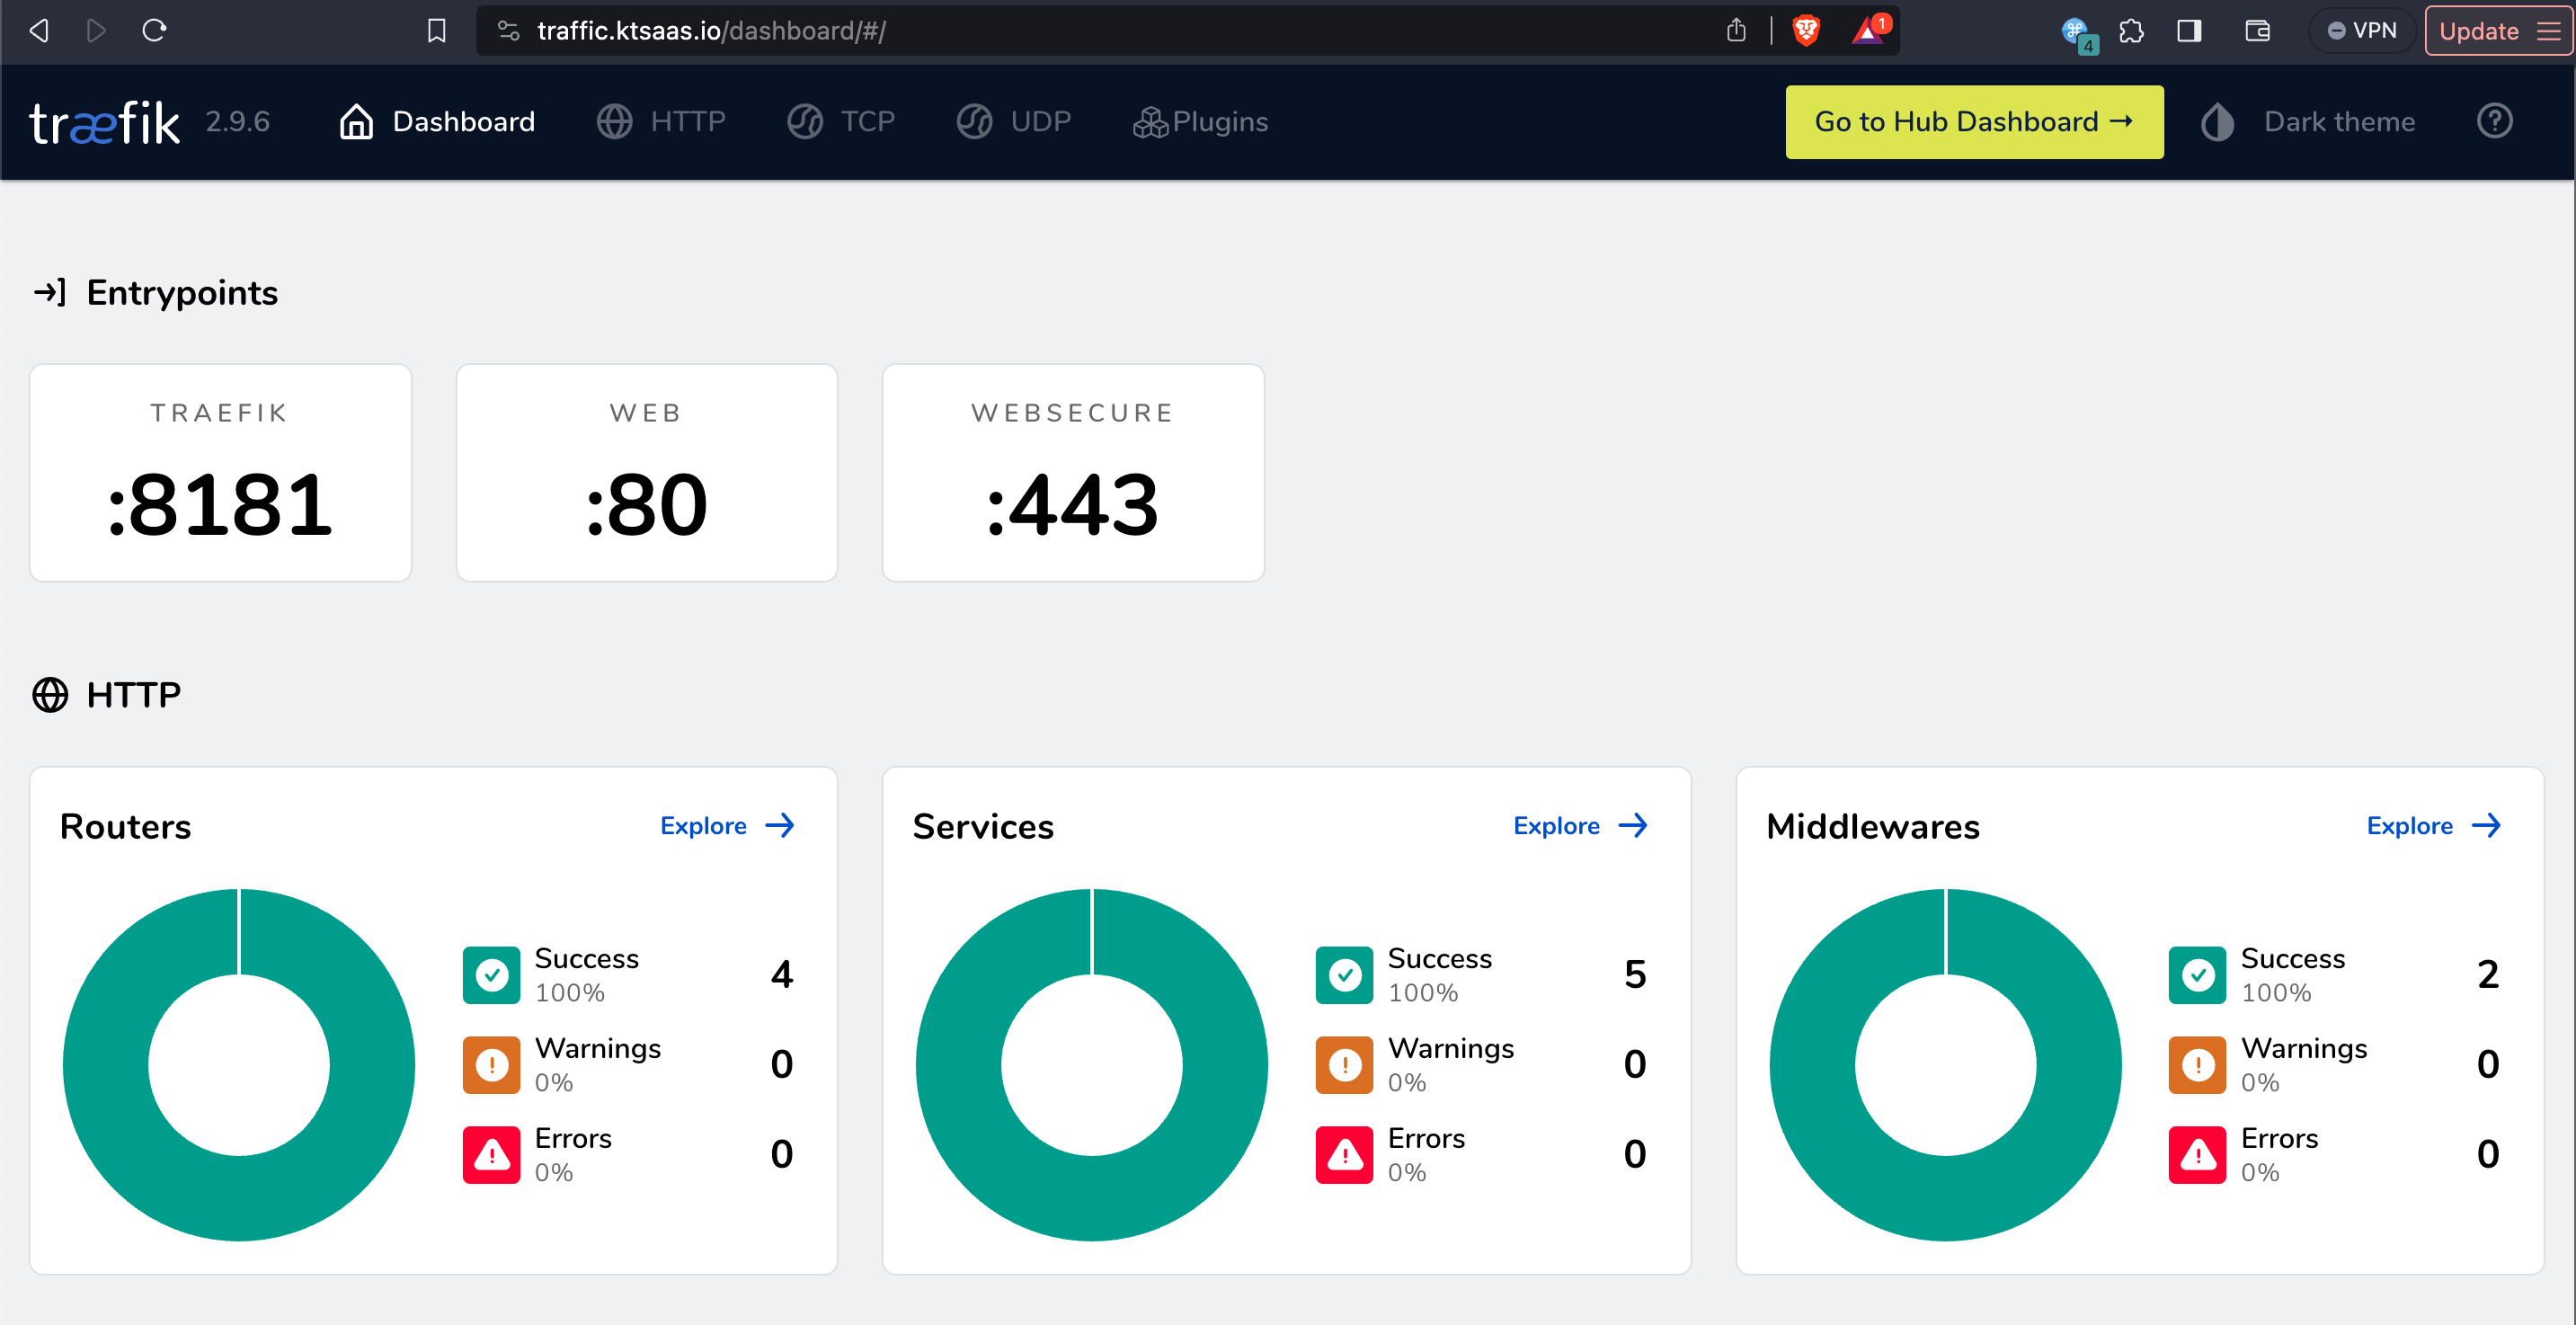 traffic.ktsaas.io/dashboard/#/
1
4
VPN
Update
træfik 2.9.6
Dashboard
HTTP
TCP
UDP
Plugins
Go to Hub Dashboard →
Dark theme
?
Entrypoints
TRAEFIK
:8181
WEB
:80
WEBSECURE
:443
HTTP
Routers
Explore
Success
100%
4
Warnings
0%
0
Errors
0%
0
Services
Explore
Success
100%
5
Warnings
0%
0
Errors
0%
0
Middlewares
Explore
Success
100%
2
Warnings
0%
0
Errors
0%
0